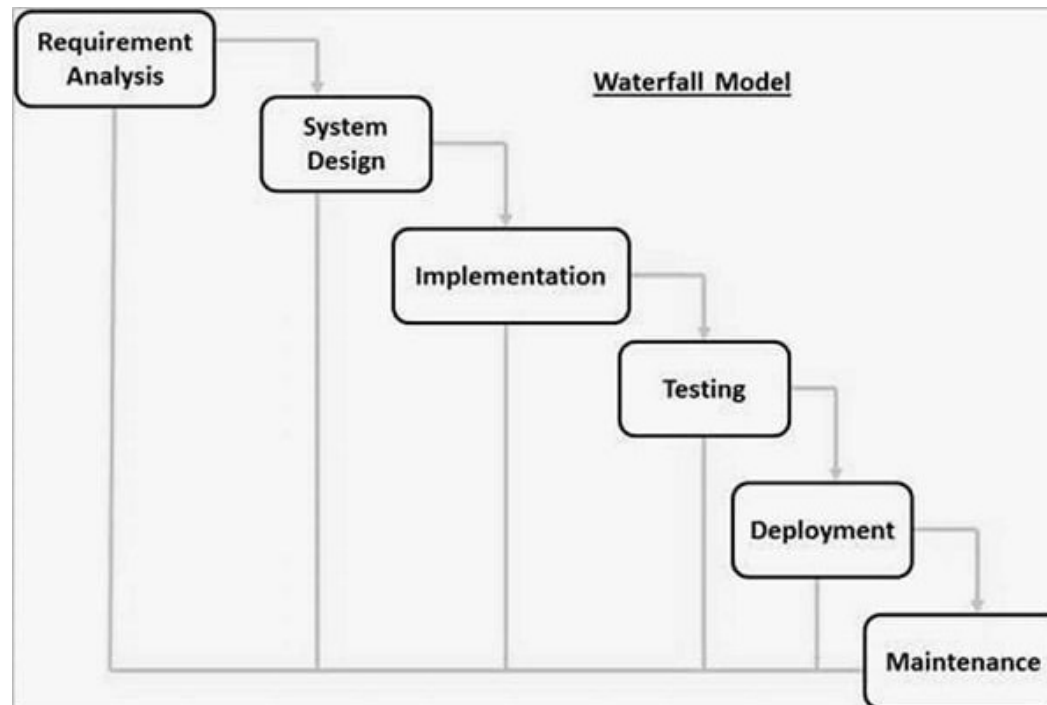 Requirement
Analysis
Waterfall Model
System
Design
Implementation
Testing
Deployment
Maintenance